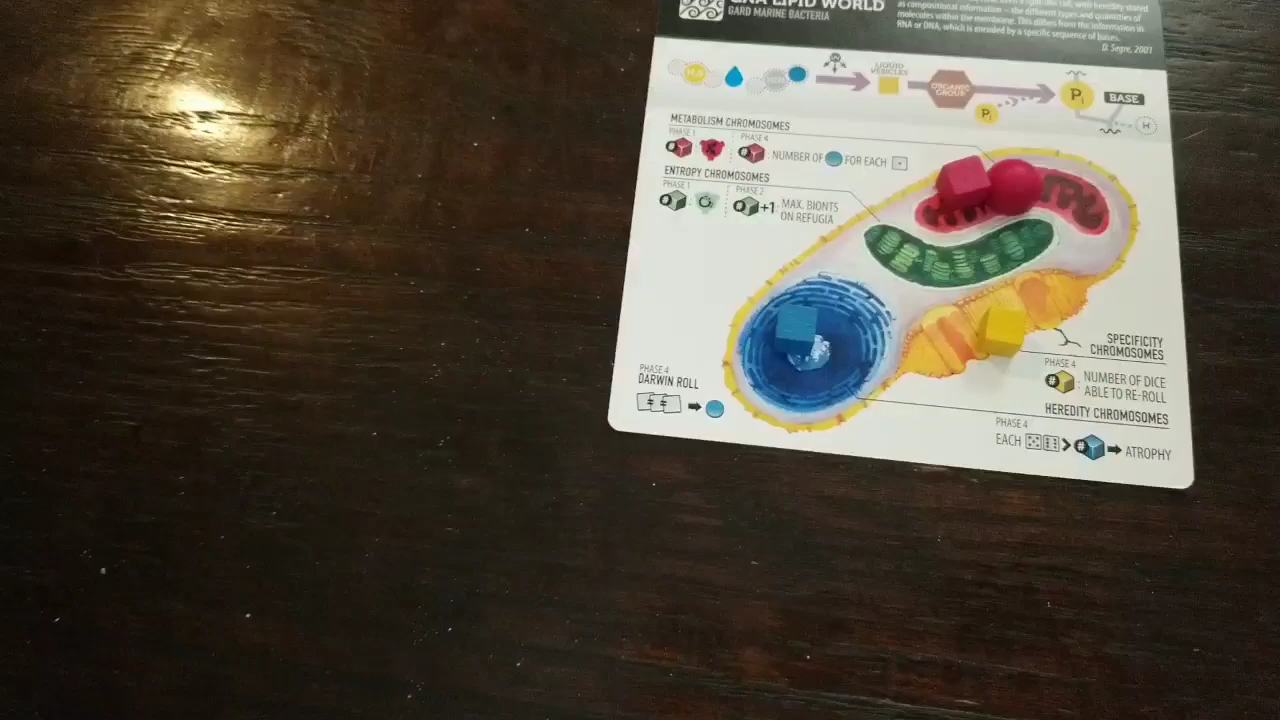 GNA LIPID WORLD
GARD MARINE BACTERIA
as compositional information - the different types and quantities of
molecules within the membrane. This differs from the information in
RNA or DNA, which is encoded by a specific sequence of bases.
D. Segre, 2001
UV
LIQUID
VESICLES
ORGANIC
GROUP
Pi
Pi
BASE
H
METABOLISM CHROMOSOMES
PHASE 1
PHASE 4
# : NUMBER OF FOR EACH
ENTROPY CHROMOSOMES
PHASE 1
PHASE 2
+1: MAX. BIONTS
ON REFUGIA
SPECIFICITY
CHROMOSOMES
PHASE 4
# : NUMBER OF DICE
ABLE TO RE-ROLL
PHASE 4
DARWIN ROLL
# #
HEREDITY CHROMOSOMES
PHASE 4
EACH > # ATROPHY